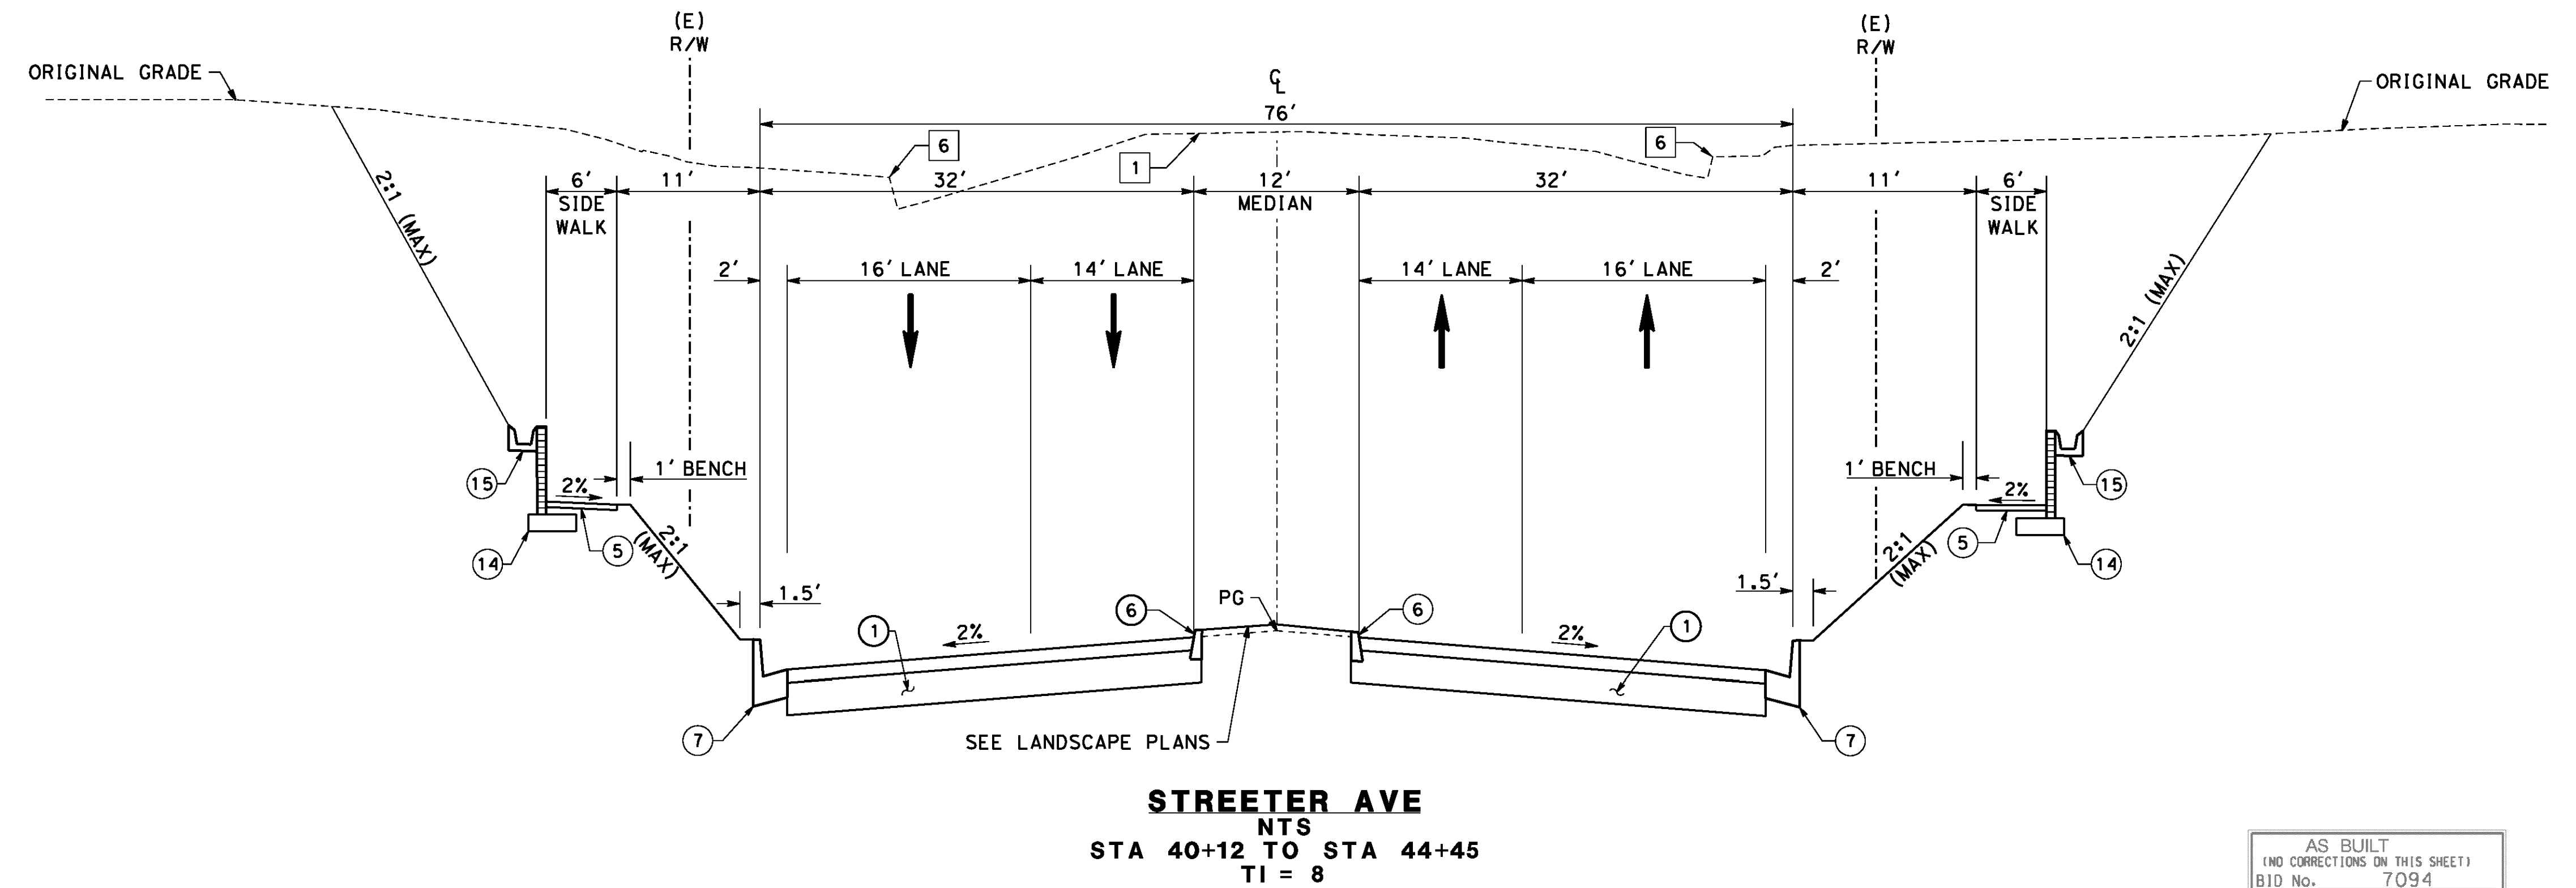 (E)
R/W
(E)
R/W
ORIGINAL GRADE
ORIGINAL GRADE
℄
76'
6
6
1
6'
SIDE
WALK
11'
32'
12'
MEDIAN
32'
11'
6'
SIDE
WALK
2:1 (MAX)
2:1 (MAX)
2'
16' LANE
14' LANE
14' LANE
16' LANE
2'
15
1' BENCH
1' BENCH
15
2%
2%
14
5
2:1
(MAX)
2:1
(MAX)
5
14
1.5'
1.5'
6
PG
6
1
2%
2%
1
7
SEE LANDSCAPE PLANS
7
STREETER AVE
NTS
STA 40+12 TO STA 44+45
TI = 8
AS BUILT
(NO CORRECTIONS ON THIS SHEET)
BID No. 7094